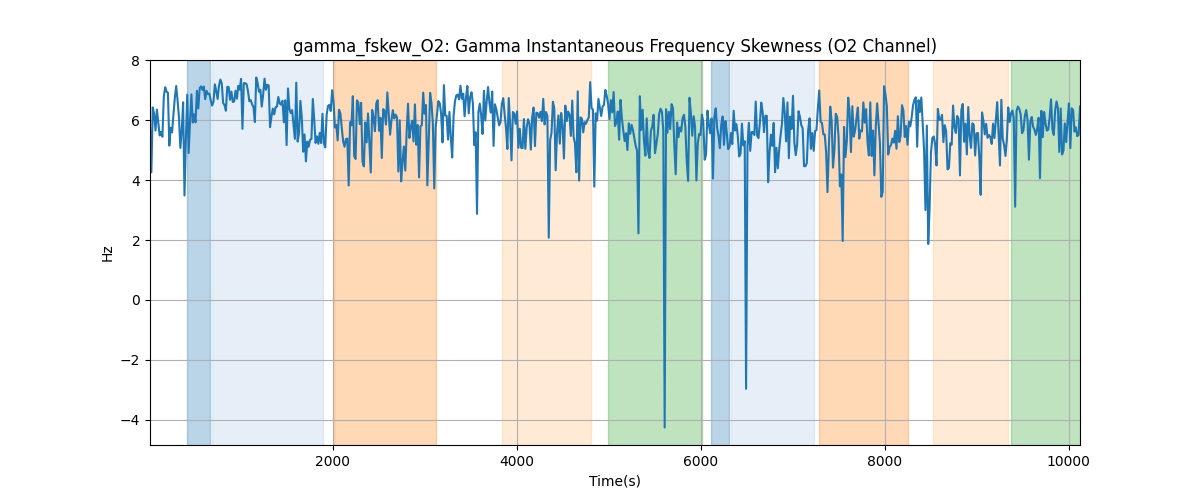 gamma_fskew_O2: Gamma Instantaneous Frequency Skewness (O2 Channel)
8
6
4
2
0
−2
−4
Hz
2000 4000 6000 8000 10000
Time(s)